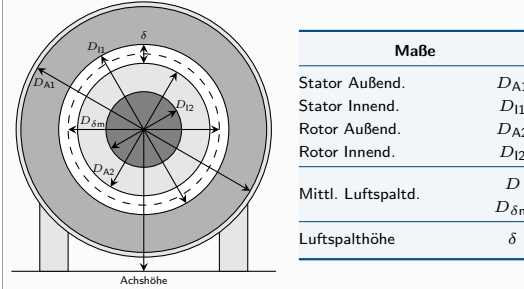 δ
D_I1
D_A1
D_I2
D_δm
D_A2
Achshöhe
Maße
Stator Außend. D_A1
Stator Innend. D_I1
Rotor Außend. D_A2
Rotor Innend. D_I2
Mittl. Luftspaltd. D
D_δm
Luftspalthöhe δ